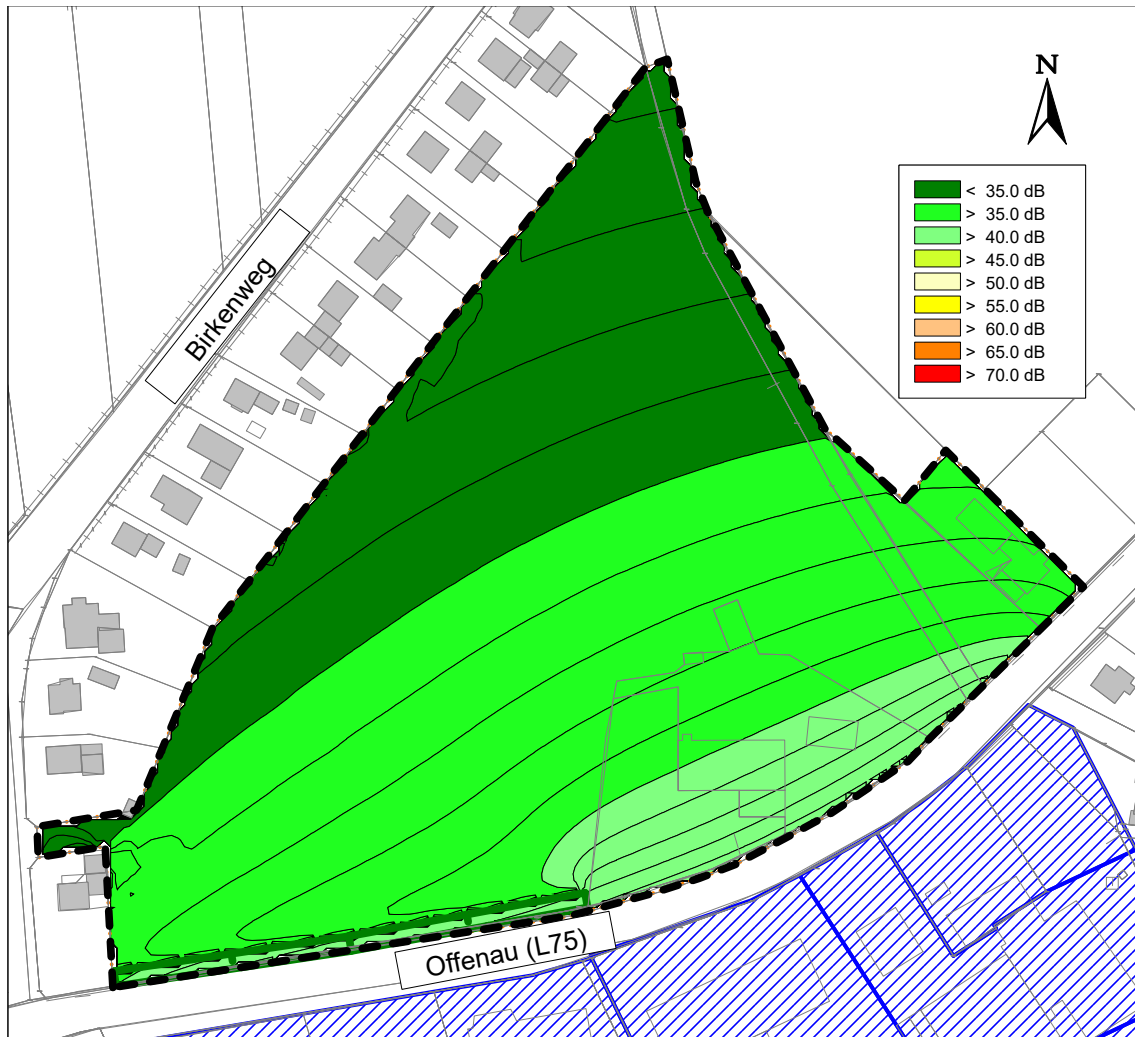 N
< 35.0 dB
> 35.0 dB
> 40.0 dB
> 45.0 dB
> 50.0 dB
> 55.0 dB
> 60.0 dB
> 65.0 dB
> 70.0 dB
Birkenweg
Offenau (L75)